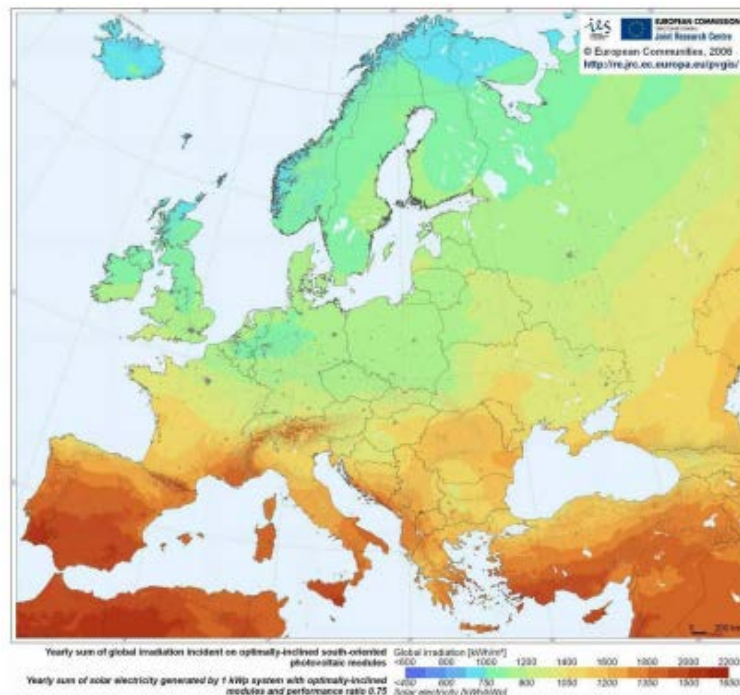 EUROPEAN COMMISSION
Joint Research Centre
© European Communities, 2006
http://re.jrc.ec.europa.eu/pvgis/
Yearly sum of global irradiation incident on optimally-inclined south-oriented
photovoltaic modules
Global irradiation [kWh/m²]
<600 800 1000 1200 1400 1600 1800 2000 2200
Yearly sum of solar electricity generated by 1 kWp system with optimally-inclined
modules and performance ratio 0.75
<450 600 750 900 1050 1200 1350 1500 1650
Solar electricity [kWh/kWp]